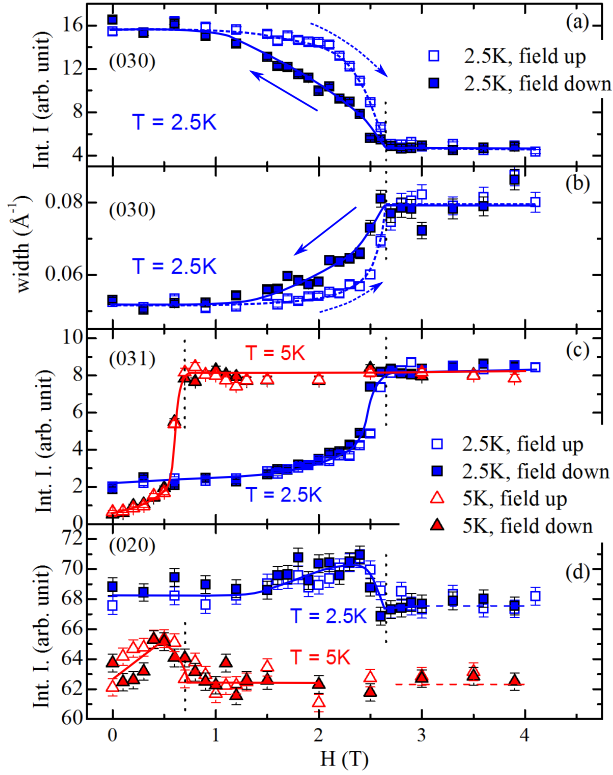 16
12
8
4
Int. I (arb. unit)
(030)
T = 2.5K
(a)
2.5K, field up
2.5K, field down
0.08
0.06
width (Å⁻¹)
(030)
T = 2.5K
(b)
10
8
6
4
2
0
Int. I. (arb. unit)
(031)
T = 5K
T = 2.5K
(c)
2.5K, field up
2.5K, field down
5K, field up
5K, field down
72
70
68
66
64
62
60
Int. I. (arb. unit)
(020)
T = 2.5K
T = 5K
(d)
0 1 2 3 4
H (T)